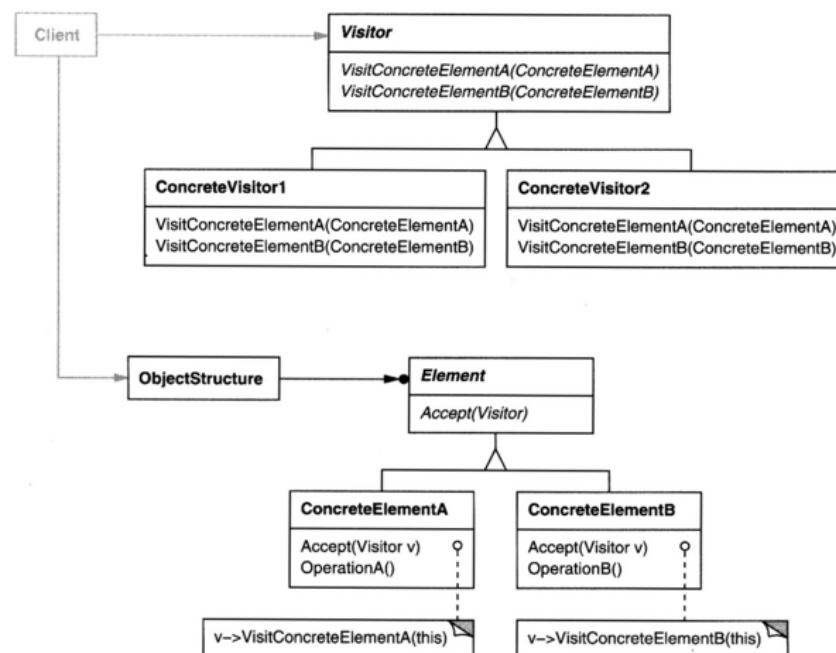 Client
Visitor
VisitConcreteElementA(ConcreteElementA)
VisitConcreteElementB(ConcreteElementB)
ConcreteVisitor1
VisitConcreteElementA(ConcreteElementA)
VisitConcreteElementB(ConcreteElementB)
ConcreteVisitor2
VisitConcreteElementA(ConcreteElementA)
VisitConcreteElementB(ConcreteElementB)
ObjectStructure
Element
Accept(Visitor)
ConcreteElementA
Accept(Visitor v)
OperationA()
ConcreteElementB
Accept(Visitor v)
OperationB()
v->VisitConcreteElementA(this)
v->VisitConcreteElementB(this)